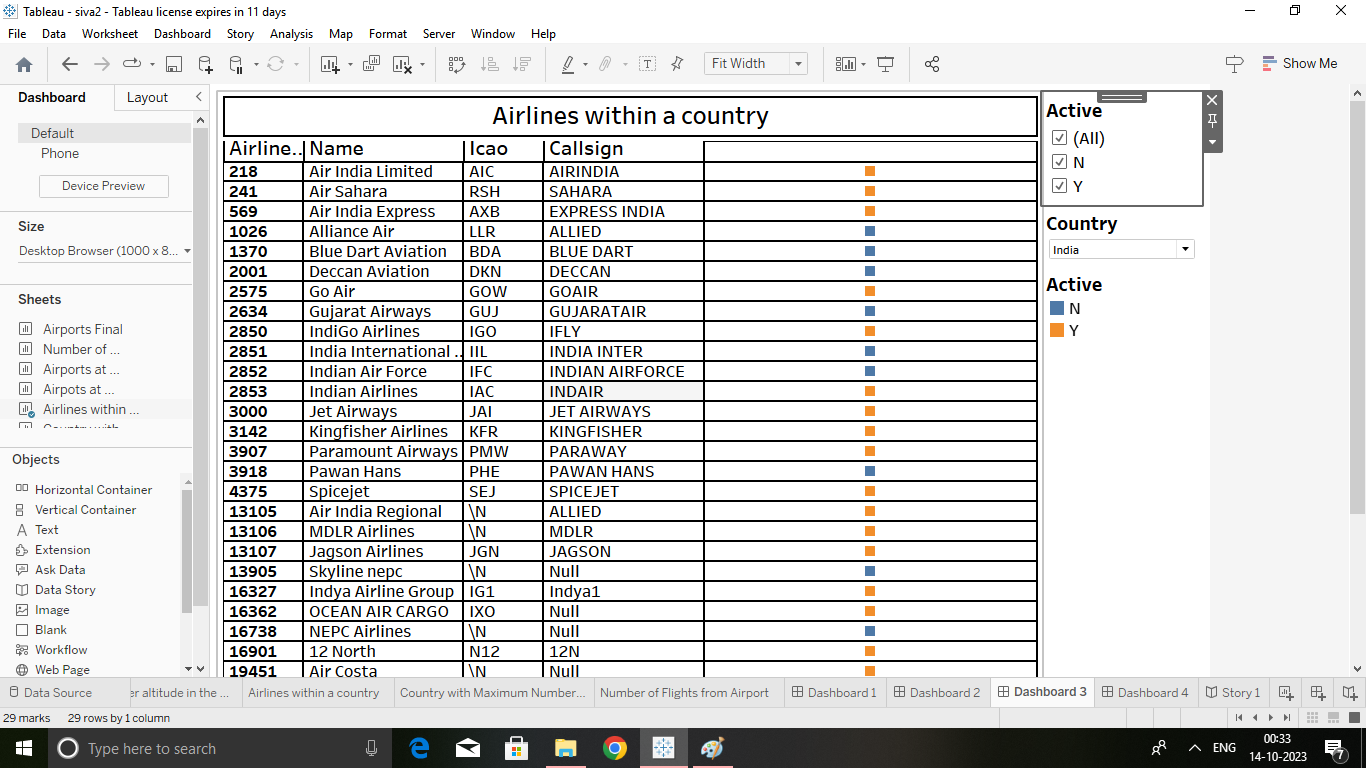 Tableau - siva2 - Tableau license expires in 11 days
File Data Worksheet Dashboard Story Analysis Map Format Server Window Help
Fit Width
Show Me
Dashboard Layout
Default
Phone
Device Preview
Size
Desktop Browser (1000 x 8...
Sheets
Airports Final
Number of ...
Airports at ...
Airpots at ...
Airlines within ...
Country with
Objects
Horizontal Container
Vertical Container
A Text
Extension
Ask Data
Data Story
Image
Blank
Workflow
Web Page
Airlines within a country
Airline.. Name Icao Callsign
218 Air India Limited AIC AIRINDIA
241 Air Sahara RSH SAHARA
569 Air India Express AXB EXPRESS INDIA
1026 Alliance Air LLR ALLIED
1370 Blue Dart Aviation BDA BLUE DART
2001 Deccan Aviation DKN DECCAN
2575 Go Air GOW GOAIR
2634 Gujarat Airways GUJ GUJARATAIR
2850 IndiGo Airlines IGO IFLY
2851 India International .. IIL INDIA INTER
2852 Indian Air Force IFC INDIAN AIRFORCE
2853 Indian Airlines IAC INDAIR
3000 Jet Airways JAI JET AIRWAYS
3142 Kingfisher Airlines KFR KINGFISHER
3907 Paramount Airways PMW PARAWAY
3918 Pawan Hans PHE PAWAN HANS
4375 Spicejet SEJ SPICEJET
13105 Air India Regional \N ALLIED
13106 MDLR Airlines \N MDLR
13107 Jagson Airlines JGN JAGSON
13905 Skyline nepc \N Null
16327 Indya Airline Group IG1 Indya1
16362 OCEAN AIR CARGO IXO Null
16738 NEPC Airlines \N Null
16901 12 North N12 12N
19451 Air Costa \N Null
Active
(All)
N
Y
Country
India
Active
N
Y
Data Source er altitude in the ... Airlines within a country Country with Maximum Number... Number of Flights from Airport Dashboard 1 Dashboard 2 Dashboard 3 Dashboard 4 Story 1
29 marks 29 rows by 1 column
Type here to search
ENG
00:33
14-10-2023
7